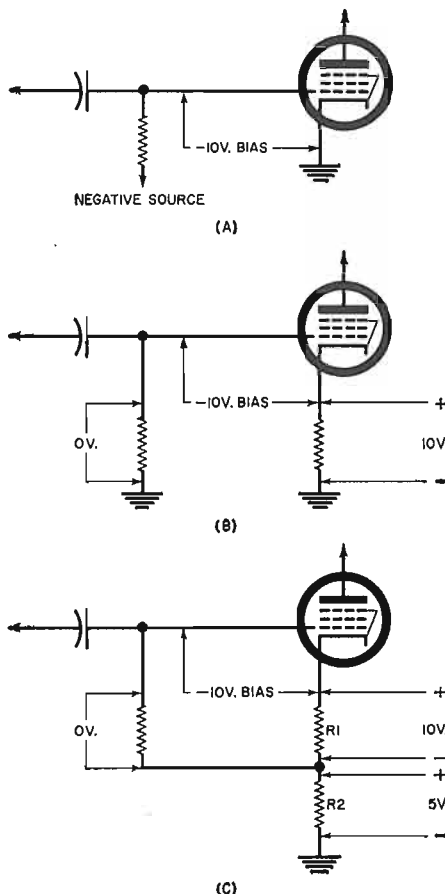 -10V. BIAS
NEGATIVE SOURCE
(A)
-10V. BIAS
+
0V.
10V
-
(B)
-10V. BIAS
+
0V.
R1
10V
-
+
R2
5V
-
(C)